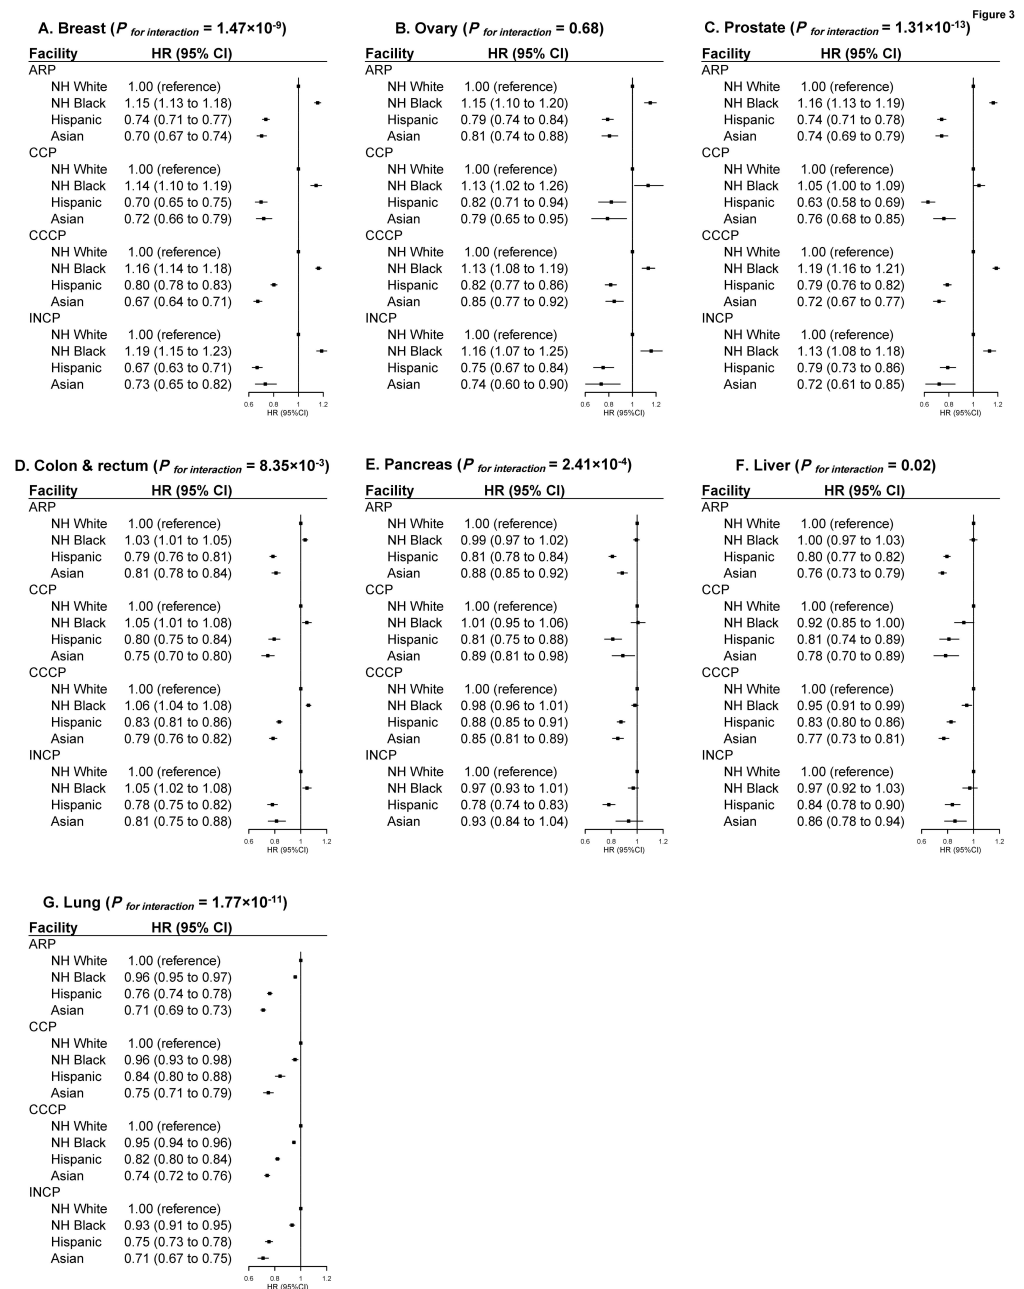 Figure 3
A. Breast (P for interaction = 1.47×10-9)
Facility HR (95% CI)
ARP
NH White 1.00 (reference)
NH Black 1.15 (1.13 to 1.18)
Hispanic 0.74 (0.71 to 0.77)
Asian 0.70 (0.67 to 0.74)
CCP
NH White 1.00 (reference)
NH Black 1.14 (1.10 to 1.19)
Hispanic 0.70 (0.65 to 0.75)
Asian 0.72 (0.66 to 0.79)
CCCP
NH White 1.00 (reference)
NH Black 1.16 (1.14 to 1.18)
Hispanic 0.80 (0.78 to 0.83)
Asian 0.67 (0.64 to 0.71)
INCP
NH White 1.00 (reference)
NH Black 1.19 (1.15 to 1.23)
Hispanic 0.67 (0.63 to 0.71)
Asian 0.73 (0.65 to 0.82)
0.6 0.8 1 1.2
HR (95%CI)
B. Ovary (P for interaction = 0.68)
Facility HR (95% CI)
ARP
NH White 1.00 (reference)
NH Black 1.15 (1.10 to 1.20)
Hispanic 0.79 (0.74 to 0.84)
Asian 0.81 (0.74 to 0.88)
CCP
NH White 1.00 (reference)
NH Black 1.13 (1.02 to 1.26)
Hispanic 0.82 (0.71 to 0.94)
Asian 0.79 (0.65 to 0.95)
CCCP
NH White 1.00 (reference)
NH Black 1.13 (1.08 to 1.19)
Hispanic 0.82 (0.77 to 0.86)
Asian 0.85 (0.77 to 0.92)
INCP
NH White 1.00 (reference)
NH Black 1.16 (1.07 to 1.25)
Hispanic 0.75 (0.67 to 0.84)
Asian 0.74 (0.60 to 0.90)
0.6 0.8 1 1.2
HR (95%CI)
C. Prostate (P for interaction = 1.31×10-13)
Facility HR (95% CI)
ARP
NH White 1.00 (reference)
NH Black 1.16 (1.13 to 1.19)
Hispanic 0.74 (0.71 to 0.78)
Asian 0.74 (0.69 to 0.79)
CCP
NH White 1.00 (reference)
NH Black 1.05 (1.00 to 1.09)
Hispanic 0.63 (0.58 to 0.69)
Asian 0.76 (0.68 to 0.85)
CCCP
NH White 1.00 (reference)
NH Black 1.19 (1.16 to 1.21)
Hispanic 0.79 (0.76 to 0.82)
Asian 0.72 (0.67 to 0.77)
INCP
NH White 1.00 (reference)
NH Black 1.13 (1.08 to 1.18)
Hispanic 0.79 (0.73 to 0.86)
Asian 0.72 (0.61 to 0.85)
0.6 0.8 1 1.2
HR (95%CI)
D. Colon & rectum (P for interaction = 8.35×10-3)
Facility HR (95% CI)
ARP
NH White 1.00 (reference)
NH Black 1.03 (1.01 to 1.05)
Hispanic 0.79 (0.76 to 0.81)
Asian 0.81 (0.78 to 0.84)
CCP
NH White 1.00 (reference)
NH Black 1.05 (1.01 to 1.08)
Hispanic 0.80 (0.75 to 0.84)
Asian 0.75 (0.70 to 0.80)
CCCP
NH White 1.00 (reference)
NH Black 1.06 (1.04 to 1.08)
Hispanic 0.83 (0.81 to 0.86)
Asian 0.79 (0.76 to 0.82)
INCP
NH White 1.00 (reference)
NH Black 1.05 (1.02 to 1.08)
Hispanic 0.78 (0.75 to 0.82)
Asian 0.81 (0.75 to 0.88)
0.6 0.8 1 1.2
HR (95%CI)
E. Pancreas (P for interaction = 2.41×10-4)
Facility HR (95% CI)
ARP
NH White 1.00 (reference)
NH Black 0.99 (0.97 to 1.02)
Hispanic 0.81 (0.78 to 0.84)
Asian 0.88 (0.85 to 0.92)
CCP
NH White 1.00 (reference)
NH Black 1.01 (0.95 to 1.06)
Hispanic 0.81 (0.75 to 0.88)
Asian 0.89 (0.81 to 0.98)
CCCP
NH White 1.00 (reference)
NH Black 0.98 (0.96 to 1.01)
Hispanic 0.88 (0.85 to 0.91)
Asian 0.85 (0.81 to 0.89)
INCP
NH White 1.00 (reference)
NH Black 0.97 (0.93 to 1.01)
Hispanic 0.78 (0.74 to 0.83)
Asian 0.93 (0.84 to 1.04)
0.6 0.8 1 1.2
HR (95%CI)
F. Liver (P for interaction = 0.02)
Facility HR (95% CI)
ARP
NH White 1.00 (reference)
NH Black 1.00 (0.97 to 1.03)
Hispanic 0.80 (0.77 to 0.82)
Asian 0.76 (0.73 to 0.79)
CCP
NH White 1.00 (reference)
NH Black 0.92 (0.85 to 1.00)
Hispanic 0.81 (0.74 to 0.89)
Asian 0.78 (0.70 to 0.89)
CCCP
NH White 1.00 (reference)
NH Black 0.95 (0.91 to 0.99)
Hispanic 0.83 (0.80 to 0.86)
Asian 0.77 (0.73 to 0.81)
INCP
NH White 1.00 (reference)
NH Black 0.97 (0.92 to 1.03)
Hispanic 0.84 (0.78 to 0.90)
Asian 0.86 (0.78 to 0.94)
0.6 0.8 1 1.2
HR (95%CI)
G. Lung (P for interaction = 1.77×10-11)
Facility HR (95% CI)
ARP
NH White 1.00 (reference)
NH Black 0.96 (0.95 to 0.97)
Hispanic 0.76 (0.74 to 0.78)
Asian 0.71 (0.69 to 0.73)
CCP
NH White 1.00 (reference)
NH Black 0.96 (0.93 to 0.98)
Hispanic 0.84 (0.80 to 0.88)
Asian 0.75 (0.71 to 0.79)
CCCP
NH White 1.00 (reference)
NH Black 0.95 (0.94 to 0.96)
Hispanic 0.82 (0.80 to 0.84)
Asian 0.74 (0.72 to 0.76)
INCP
NH White 1.00 (reference)
NH Black 0.93 (0.91 to 0.95)
Hispanic 0.75 (0.73 to 0.78)
Asian 0.71 (0.67 to 0.75)
0.6 0.8 1 1.2
HR (95%CI)